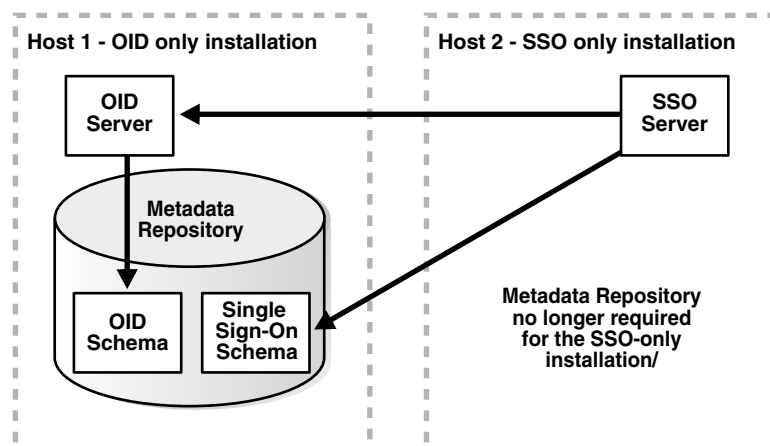 Host 1 - OID only installation
OID
Server
Metadata
Repository
OID
Schema
Single
Sign-On
Schema
Host 2 - SSO only installation
SSO
Server
Metadata Repository
no longer required
for the SSO-only
installation/